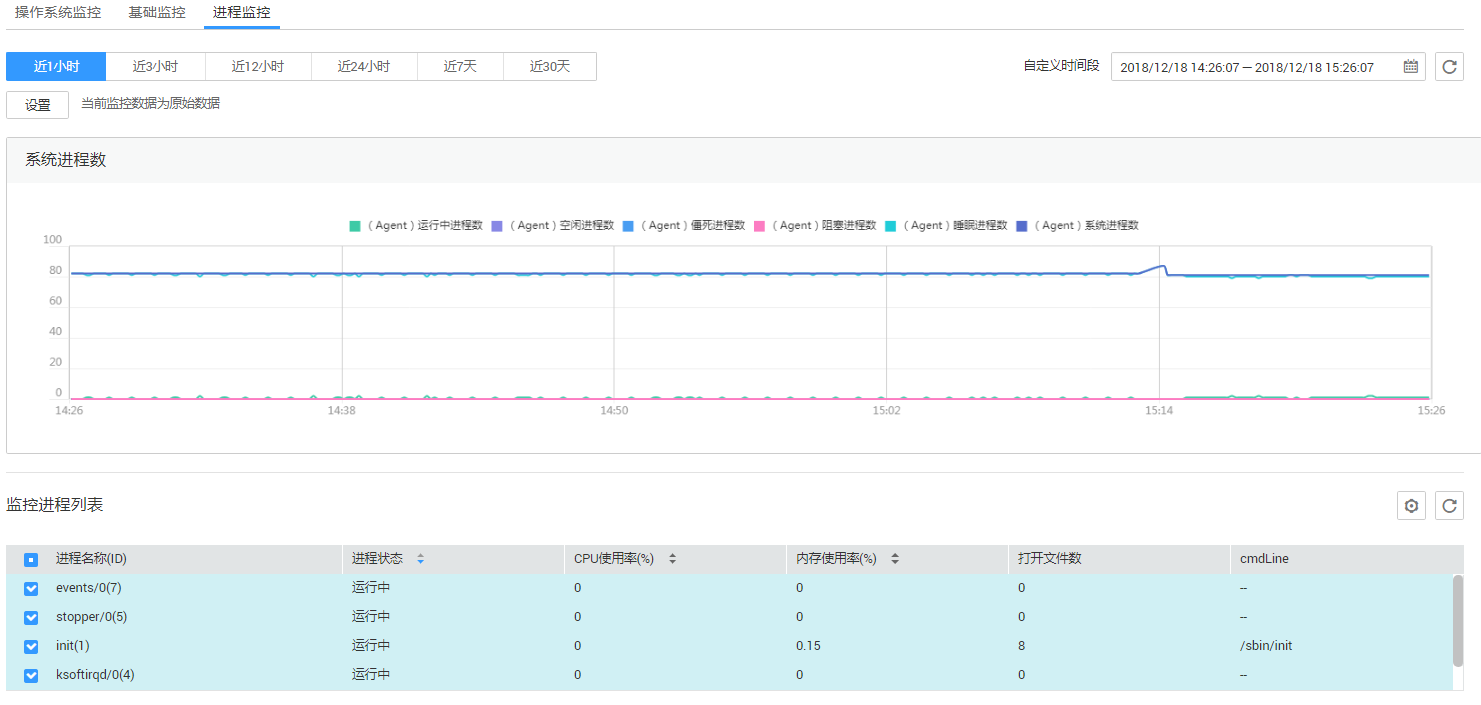 操作系统监控 基础监控 进程监控
近1小时 近3小时 近12小时 近24小时 近7天 近30天 自定义时间段 2018/12/18 14:26:07 – 2018/12/18 15:26:07
设置 当前监控数据为原始数据
系统进程数
（Agent）运行中进程数 （Agent）空闲进程数 （Agent）僵死进程数 （Agent）阻塞进程数 （Agent）睡眠进程数 （Agent）系统进程数
100
80
60
40
20
0
14:26 14:38 14:50 15:02 15:14 15:26
监控进程列表
进程名称(ID) 进程状态 CPU使用率(%) 内存使用率(%) 打开文件数 cmdLine
events/0(7) 运行中 0 0 0 --
stopper/0(5) 运行中 0 0 0 --
init(1) 运行中 0 0.15 8 /sbin/init
ksoftirqd/0(4) 运行中 0 0 0 --